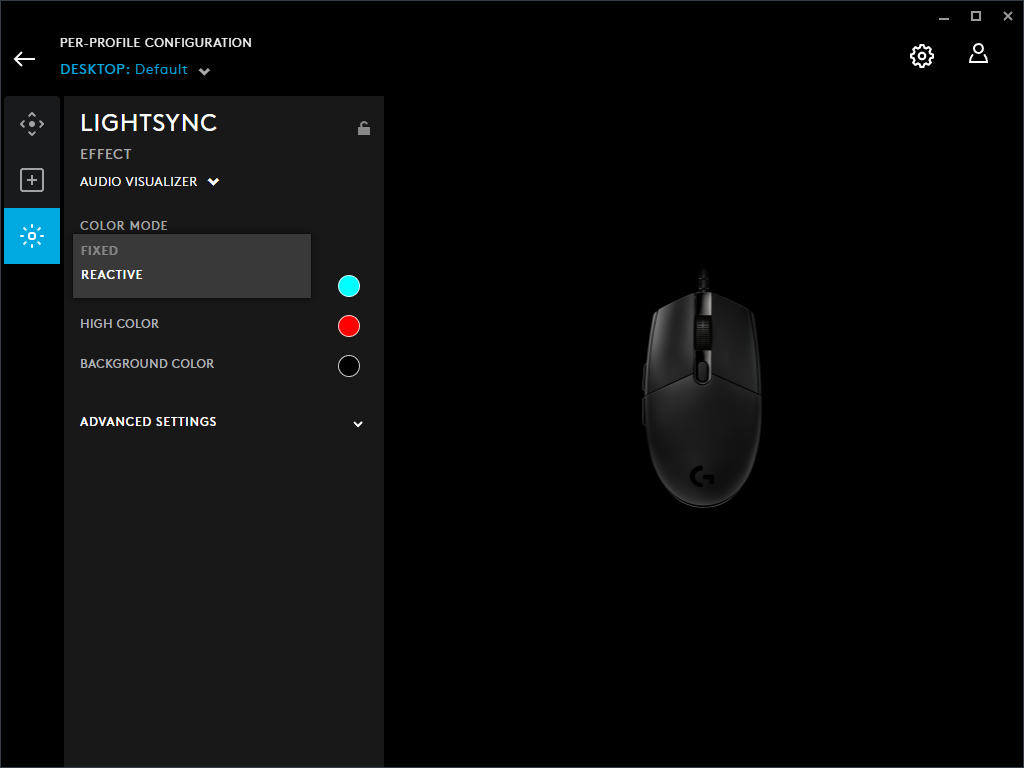 PER-PROFILE CONFIGURATION
DESKTOP: Default
LIGHTSYNC
EFFECT
AUDIO VISUALIZER
COLOR MODE
FIXED
REACTIVE
HIGH COLOR
BACKGROUND COLOR
ADVANCED SETTINGS